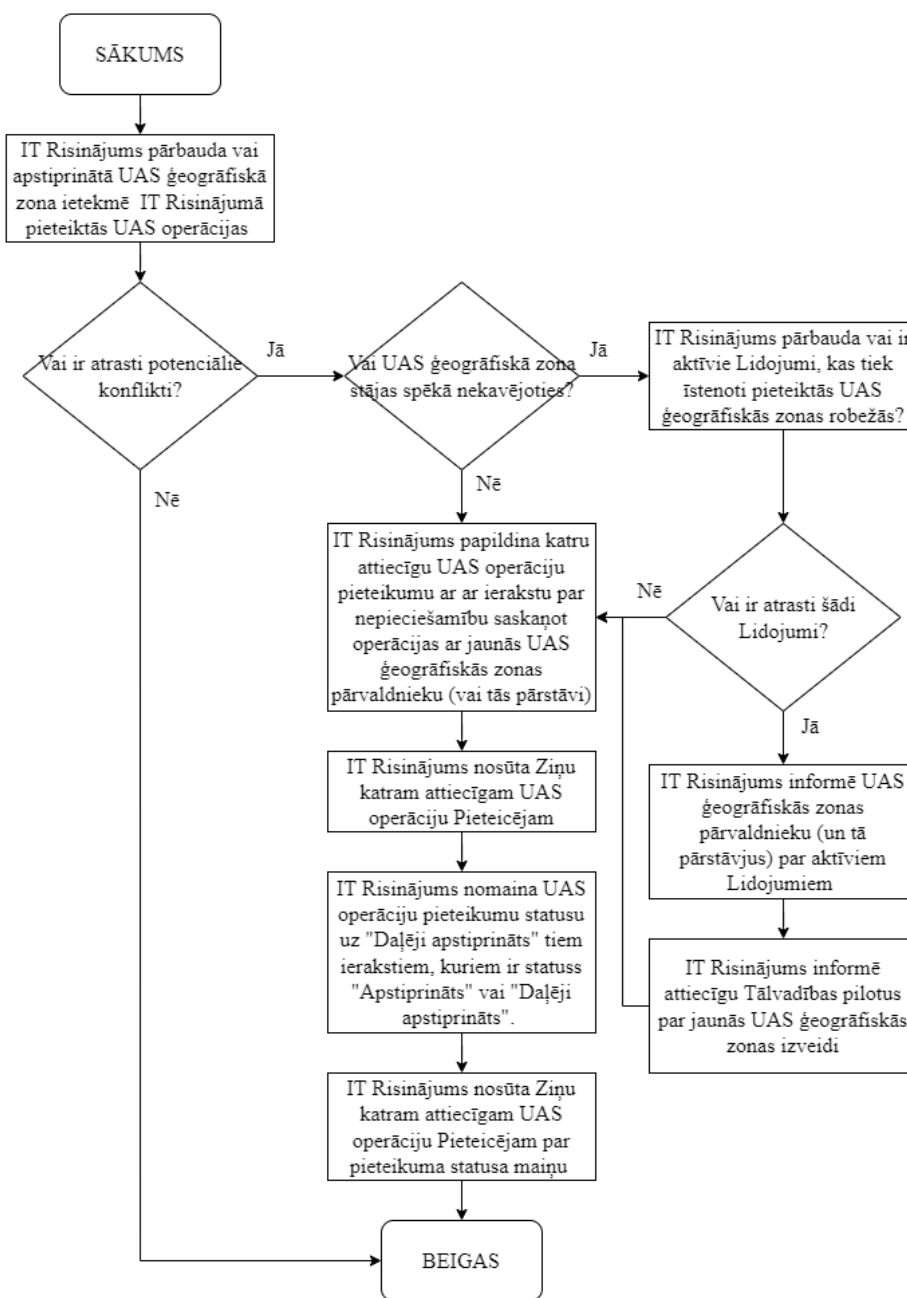 SĀKUMS
IT Risinājums pārbauda vai
apstiprinātā UAS ģeogrāfiskā
zona ietekmē IT Risinājumā
pieteiktās UAS operācijas
Vai ir atrasti potenciālie
konflikti?
Jā
Nē
Vai UAS ģeogrāfiskā zona
stājas spēkā nekavējoties?
Jā
Nē
IT Risinājums pārbauda vai ir
aktīvie Lidojumi, kas tiek
īstenoti pieteiktās UAS
ģeogrāfiskās zonas robežās?
Vai ir atrasti šādi
Lidojumi?
Nē
Jā
IT Risinājums papildina katru
attiecīgu UAS operāciju
pieteikumu ar ar ierakstu par
nepieciešamību saskaņot
operācijas ar jaunās UAS
ģeogrāfiskās zonas
pārvaldnieku (vai tās pārstāvi)
IT Risinājums nosūta Ziņu
katram attiecīgam UAS
operāciju Pieteicējam
IT Risinājums informē UAS
ģeogrāfiskās zonas
pārvaldnieku (un tā
pārstāvjus) par aktīviem
Lidojumiem
IT Risinājums nomaina UAS
operāciju pieteikumu statusu
uz "Daļēji apstiprināts" tiem
ierakstiem, kuriem ir statuss
"Apstiprināts" vai "Daļēji
apstiprināts".
IT Risinājums informē
attiecīgu Tālvadības pilotus
par jaunās UAS ģeogrāfiskās
zonas izveidi
IT Risinājums nosūta Ziņu
katram attiecīgam UAS
operāciju Pieteicējam par
pieteikuma statusa maiņu
BEIGAS